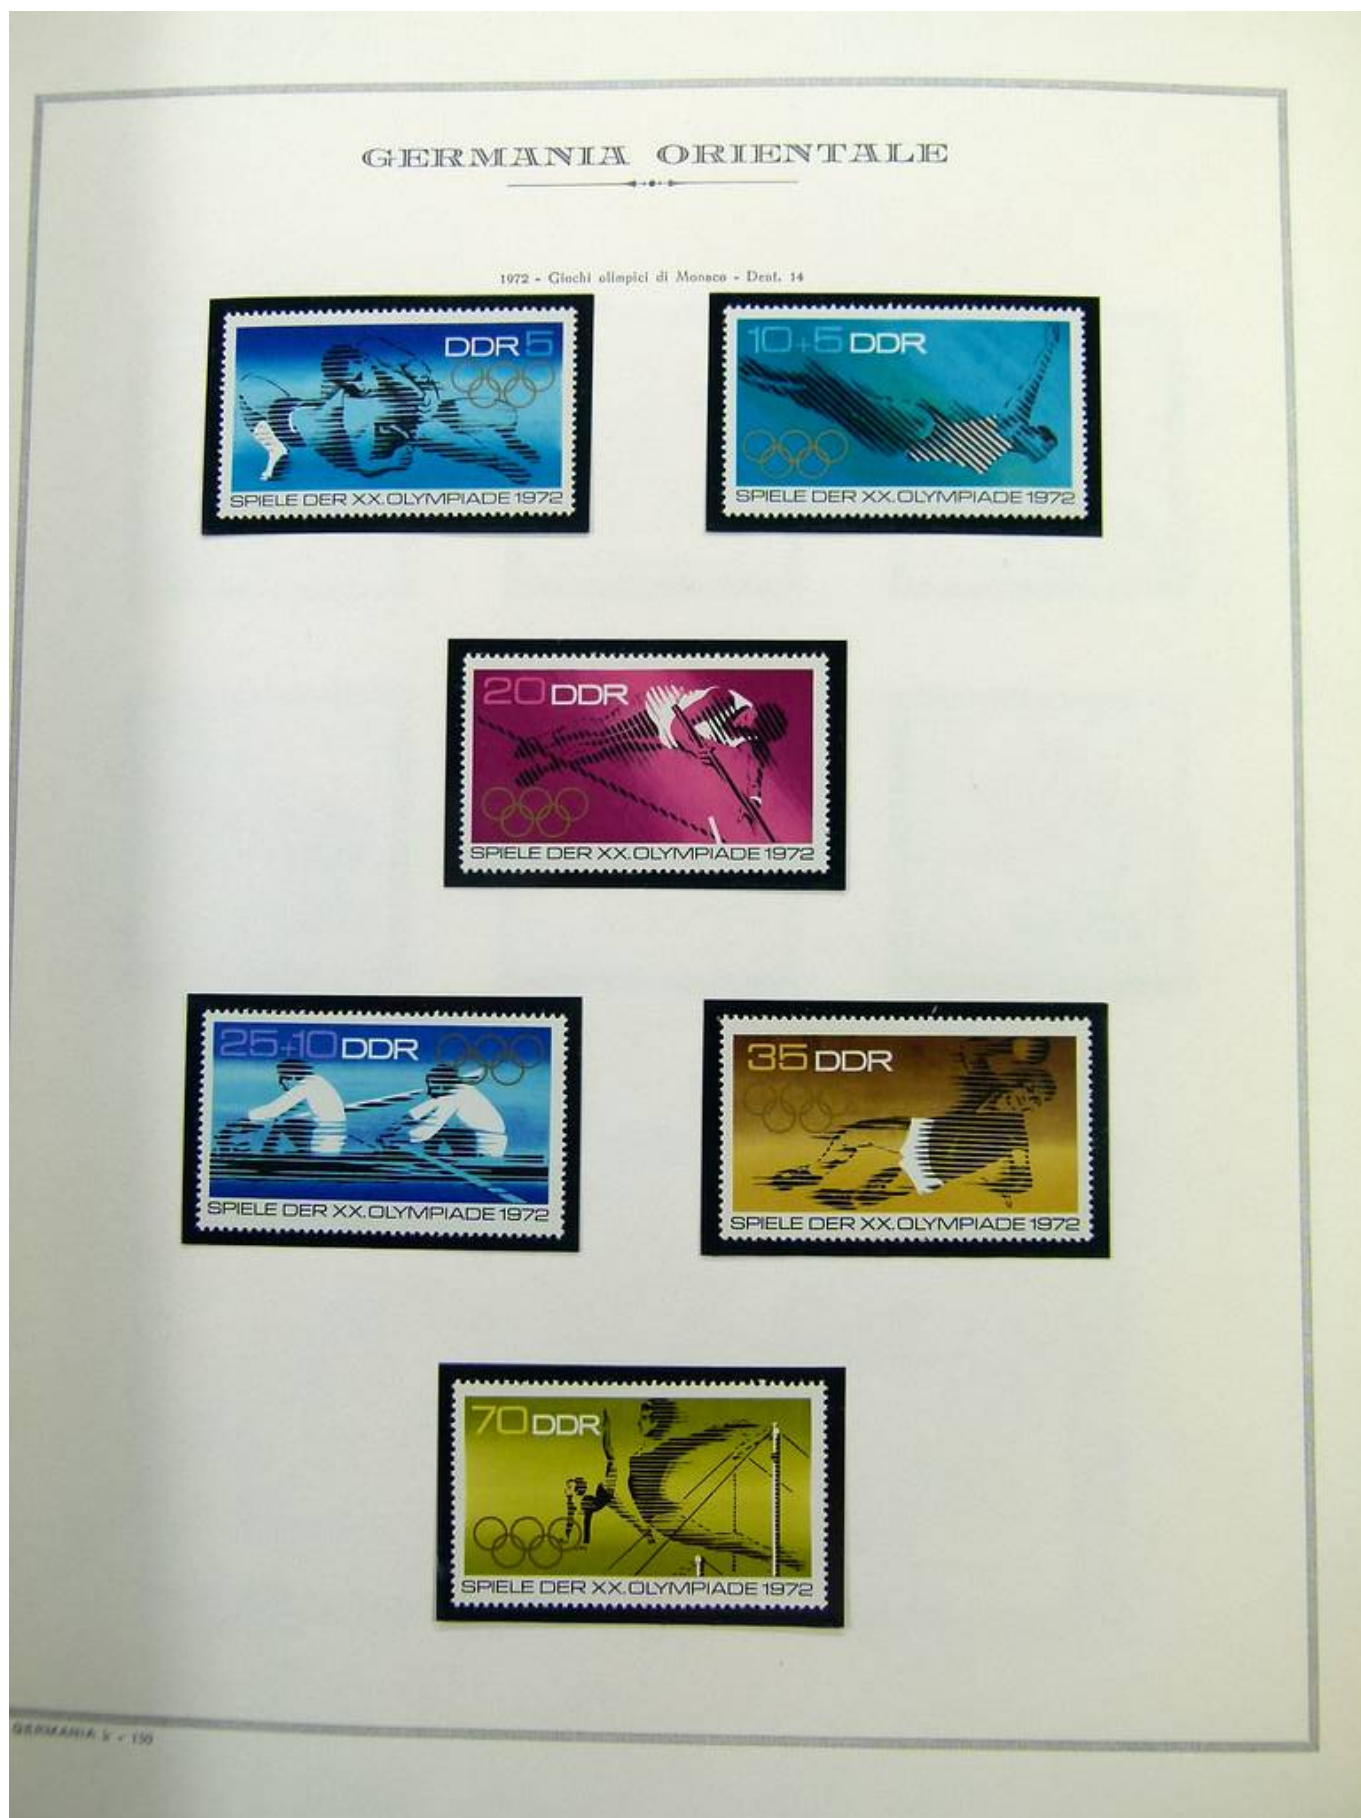 GERMANIA ORIENTALE
1972 - Giochi olimpici di Monaco - Dent. 14
DDR 5
SPIELE DER XX. OLYMPIADE 1972
10+5 DDR
SPIELE DER XX. OLYMPIADE 1972
20 DDR
SPIELE DER XX. OLYMPIADE 1972
25+10 DDR
SPIELE DER XX. OLYMPIADE 1972
35 DDR
SPIELE DER XX. OLYMPIADE 1972
70 DDR
SPIELE DER XX. OLYMPIADE 1972
GERMANIA